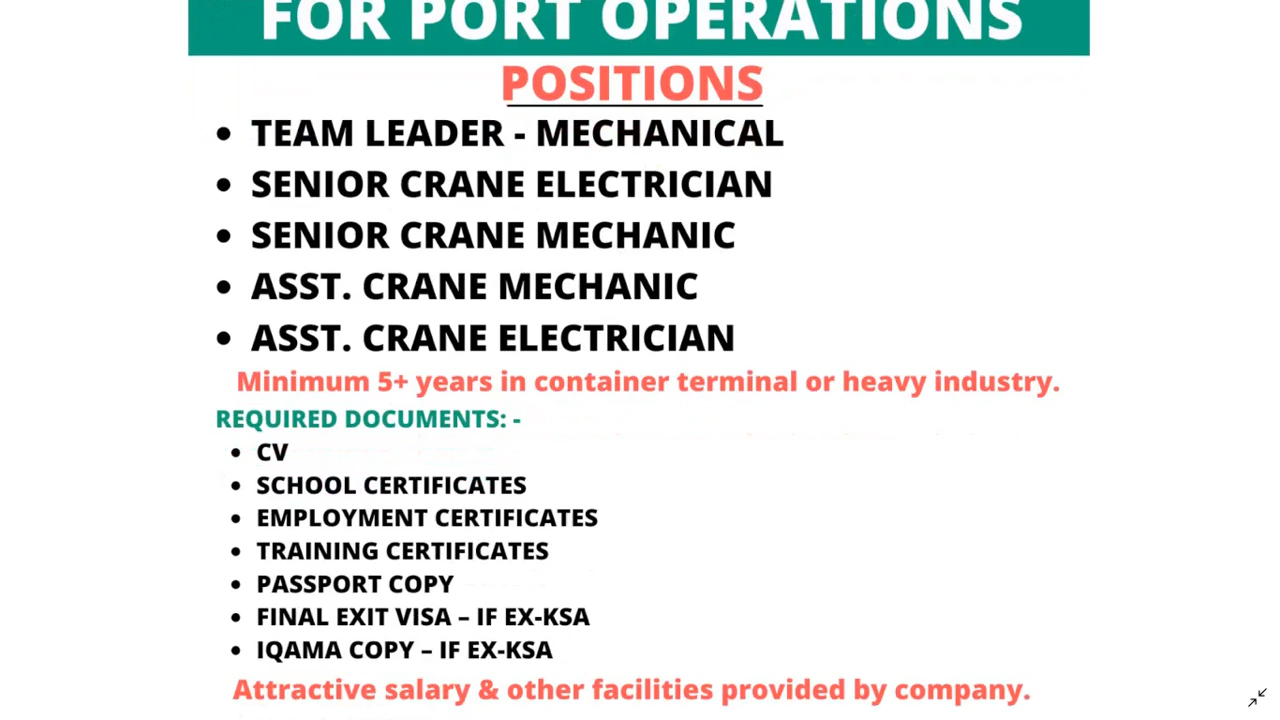 FOR PORT OPERATIONS
POSITIONS
• TEAM LEADER - MECHANICAL
• SENIOR CRANE ELECTRICIAN
• SENIOR CRANE MECHANIC
• ASST. CRANE MECHANIC
• ASST. CRANE ELECTRICIAN
Minimum 5+ years in container terminal or heavy industry.
REQUIRED DOCUMENTS: -
• CV
• SCHOOL CERTIFICATES
• EMPLOYMENT CERTIFICATES
• TRAINING CERTIFICATES
• PASSPORT COPY
• FINAL EXIT VISA – IF EX-KSA
• IQAMA COPY – IF EX-KSA
Attractive salary & other facilities provided by company.